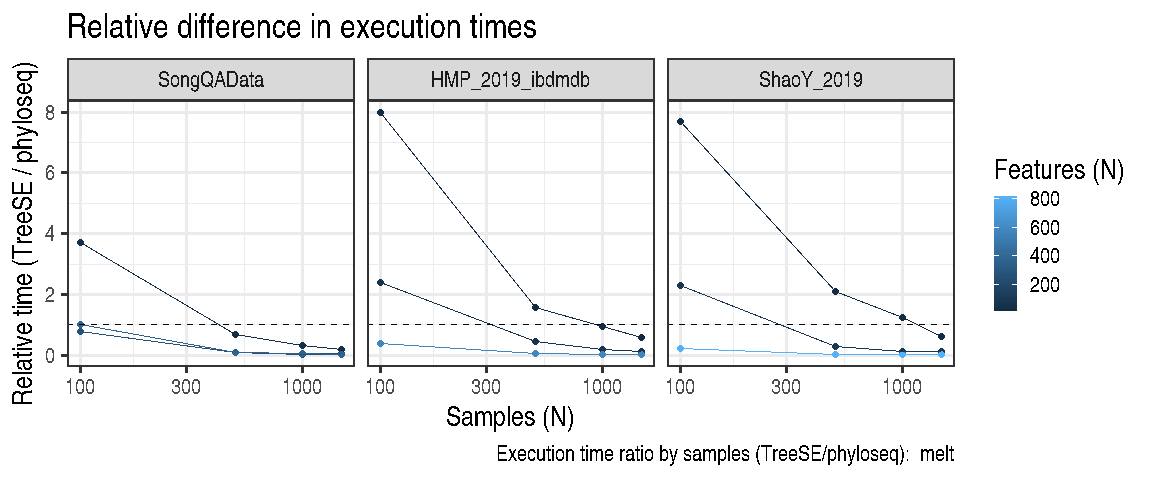 Relative difference in execution times
SongQAData
HMP_2019_ibdmdb
ShaoY_2019
Relative time (TreeSE / phyloseq)
8
6
4
2
0
100 300 1000
100 300 1000
100 300 1000
Samples (N)
Features (N)
800
600
400
200
Execution time ratio by samples (TreeSE/phyloseq): melt